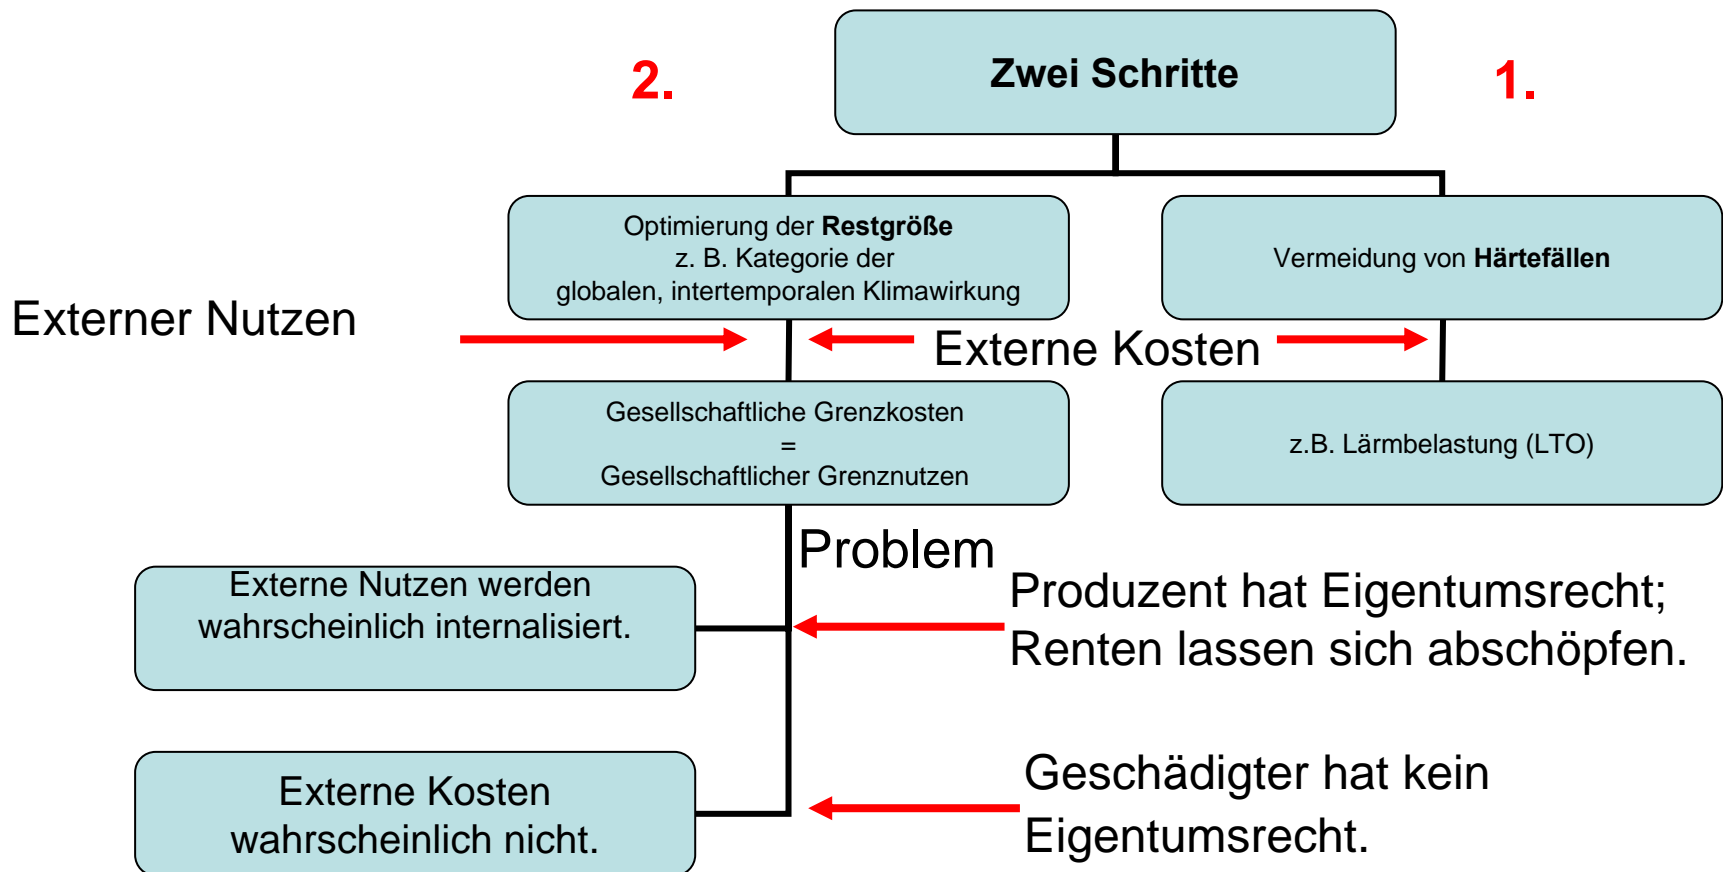 2.
Zwei Schritte
1.
Optimierung der Restgröße
z. B. Kategorie der
globalen, intertemporalen Klimawirkung
Vermeidung von Härtefällen
Externer Nutzen
Externe Kosten
Gesellschaftliche Grenzkosten
=
Gesellschaftlicher Grenznutzen
z.B. Lärmbelastung (LTO)
Problem
Externe Nutzen werden
wahrscheinlich internalisiert.
Produzent hat Eigentumsrecht;
Renten lassen sich abschöpfen.
Externe Kosten
wahrscheinlich nicht.
Geschädigter hat kein
Eigentumsrecht.